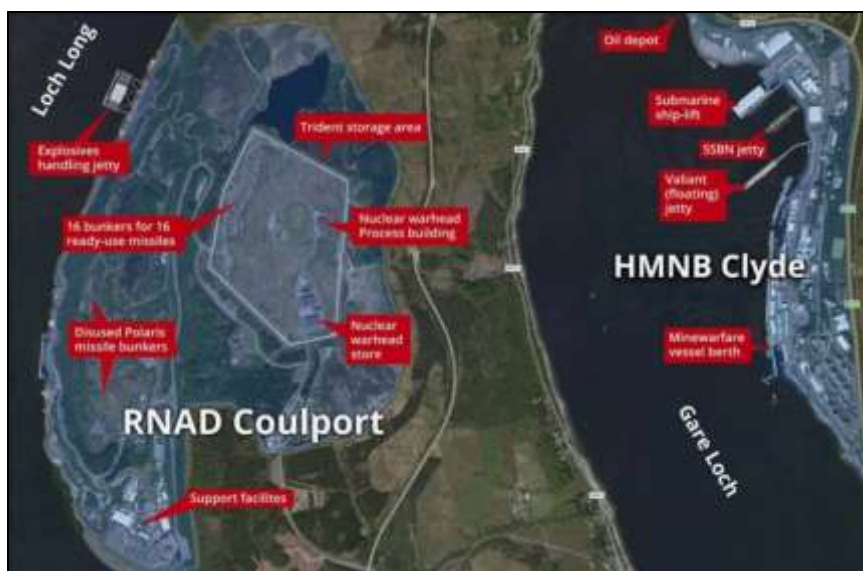 Loch Long
Explosives
handling jetty
Trident storage area
16 bunkers for 16
ready-use missiles
Nuclear warhead
Process building
Disused Polaris
missile bunkers
Nuclear
warhead
store
RNAD Coulport
Support facilites
Oil depot
Submarine
ship-lift
SSBN jetty
Valiant
(floating)
jetty
HMNB Clyde
Minewarfare
vessel berth
Gare Loch